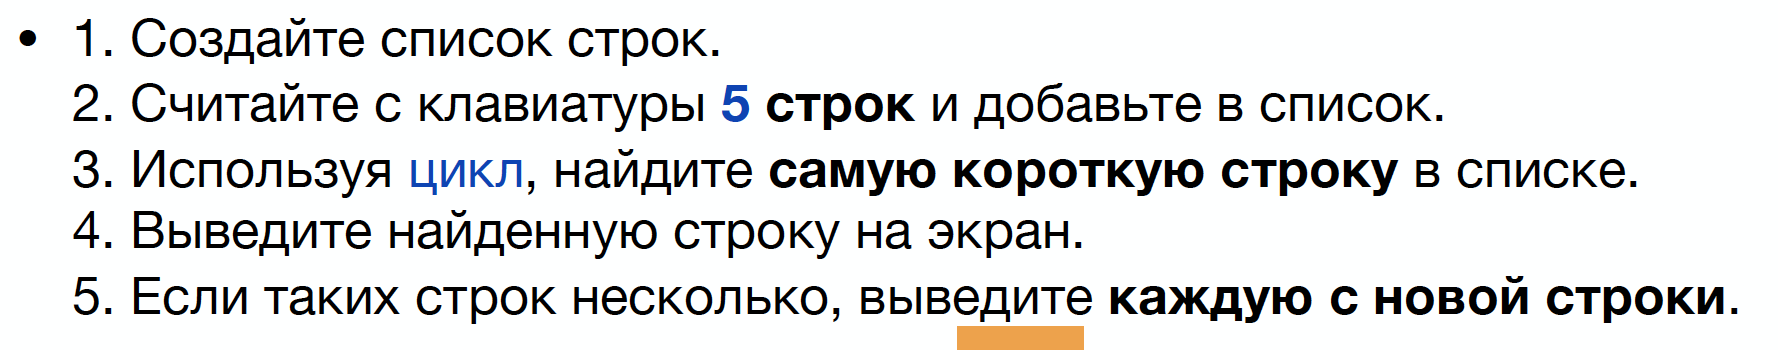 • 1. Создайте список строк.
2. Считайте с клавиатуры 5 строк и добавьте в список.
3. Используя цикл, найдите самую короткую строку в списке.
4. Выведите найденную строку на экран.
5. Если таких строк несколько, выведите каждую с новой строки.